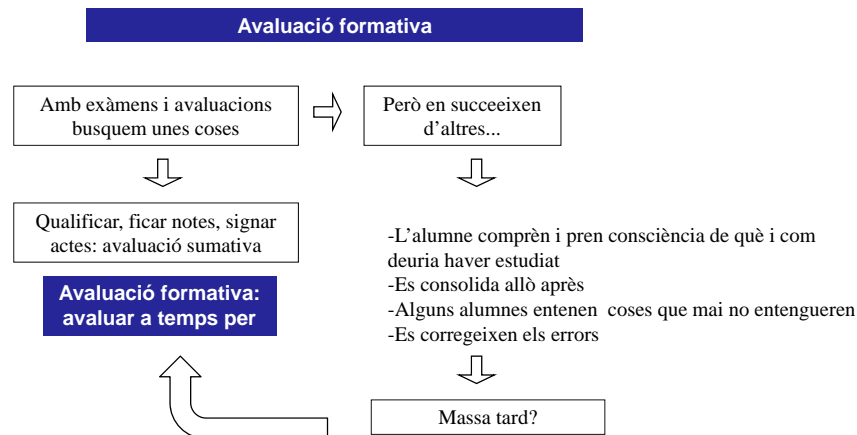 Avaluació formativa
Amb exàmens i avaluacions
busquem unes coses
Però en succeeixen
d'altres...
Qualificar, ficar notes, signar
actes: avaluació sumativa
Avaluació formativa:
avaluar a temps per
-L'alumne comprèn i pren consciència de què i com
deuria haver estudiat
-Es consolida allò après
-Alguns alumnes entenen  coses que mai no entengueren
-Es corregeixen els errors
Massa tard?